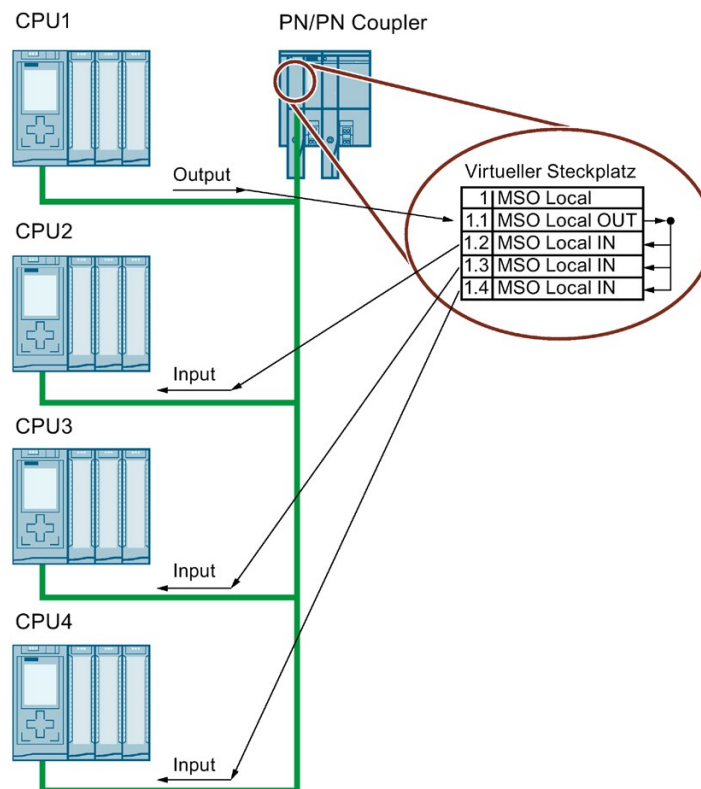 CPU1
PN/PN Coupler
Output
Virtueller Steckplatz
1 MSO Local
1.1 MSO Local OUT
1.2 MSO Local IN
1.3 MSO Local IN
1.4 MSO Local IN
CPU2
Input
CPU3
Input
CPU4
Input